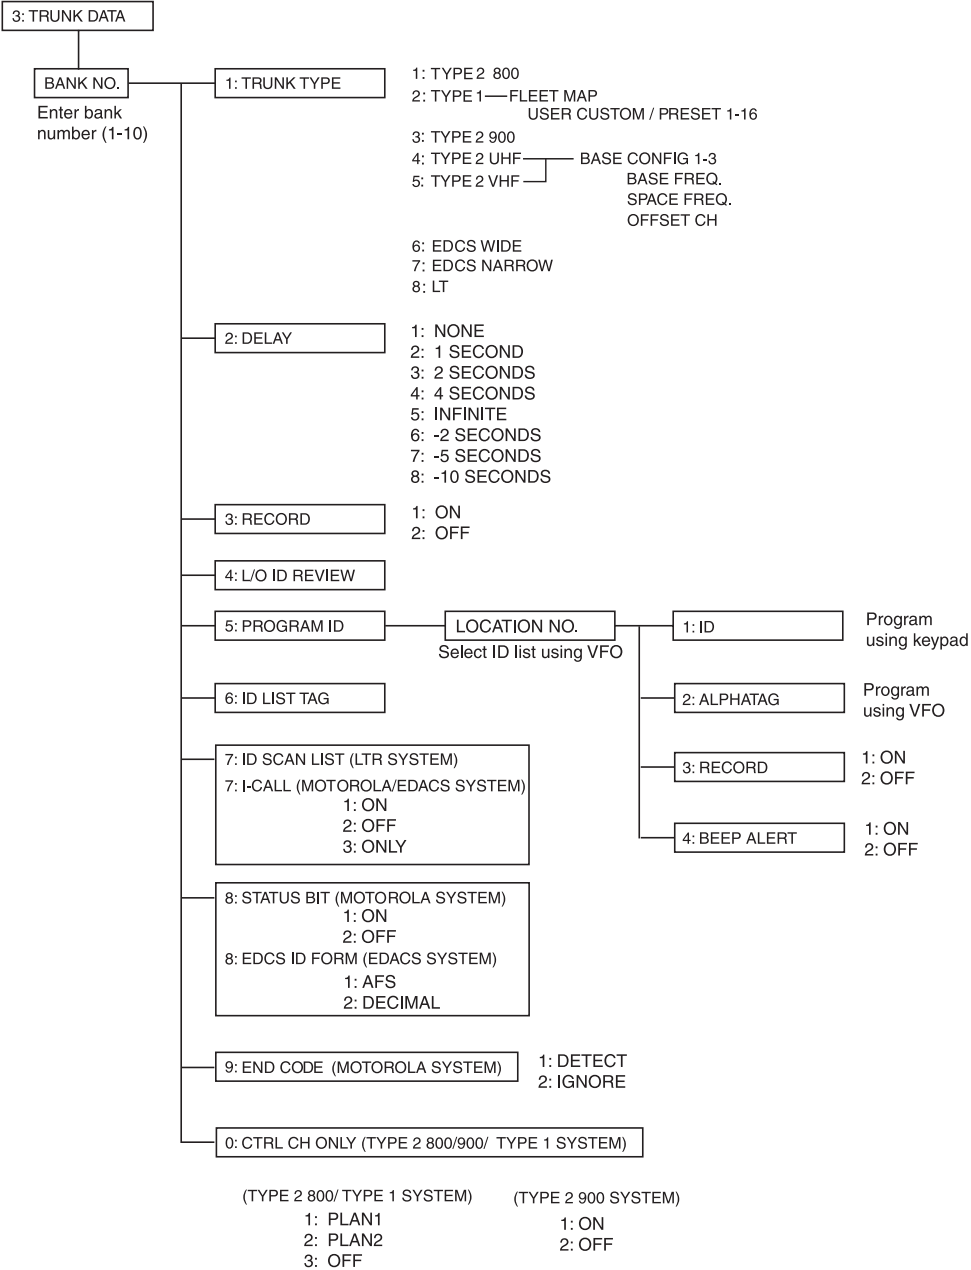 3: TRUNK DATA
BANK NO.
Enter bank
number (1-10)
1: TRUNK TYPE
1: TYPE 2 800
2: TYPE 1 FLEET MAP
USER CUSTOM / PRESET 1-16
3: TYPE 2 900
4: TYPE 2 UHF BASE CONFIG 1-3
5: TYPE 2 VHF BASE FREQ.
SPACE FREQ.
OFFSET CH
6: EDCS WIDE
7: EDCS NARROW
8: LT
2: DELAY
1: NONE
2: 1 SECOND
3: 2 SECONDS
4: 4 SECONDS
5: INFINITE
6: -2 SECONDS
7: -5 SECONDS
8: -10 SECONDS
3: RECORD
1: ON
2: OFF
4: L/O ID REVIEW
5: PROGRAM ID
LOCATION NO.
Select ID list using VFO
1: ID
Program
using keypad
2: ALPHATAG
Program
using VFO
3: RECORD
1: ON
2: OFF
4: BEEP ALERT
1: ON
2: OFF
6: ID LIST TAG
7: ID SCAN LIST (LTR SYSTEM)
7: I-CALL (MOTOROLA/EDACS SYSTEM)
1: ON
2: OFF
3: ONLY
8: STATUS BIT (MOTOROLA SYSTEM)
1: ON
2: OFF
8: EDCS ID FORM (EDACS SYSTEM)
1: AFS
2: DECIMAL
9: END CODE (MOTOROLA SYSTEM)
1: DETECT
2: IGNORE
0: CTRL CH ONLY (TYPE 2 800/900/ TYPE 1 SYSTEM)
(TYPE 2 800/ TYPE 1 SYSTEM)
1: PLAN1
2: PLAN2
3: OFF
(TYPE 2 900 SYSTEM)
1: ON
2: OFF